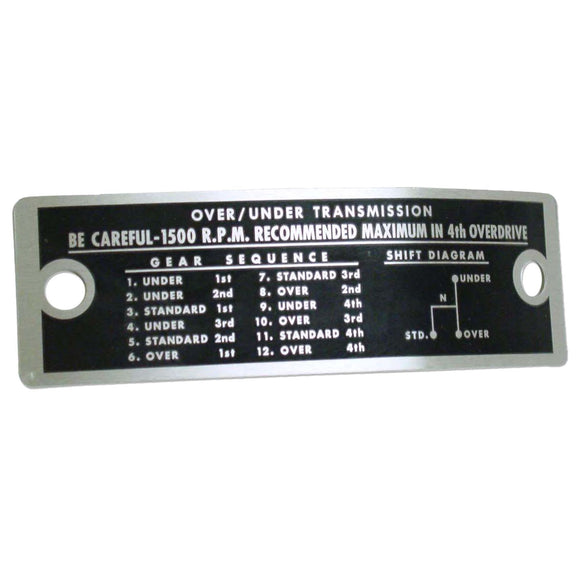 OVER/UNDER TRANSMISSION
BE CAREFUL-1500 R.P.M. RECOMMENDED MAXIMUM IN 4th OVERDRIVE
GEAR SEQUENCE
1. UNDER 1st
2. UNDER 2nd
3. STANDARD 1st
4. UNDER 3rd
5. STANDARD 2nd
6. OVER 1st
7. STANDARD 3rd
8. OVER 2nd
9. UNDER 4th
10. OVER 3rd
11. STANDARD 4th
12. OVER 4th
SHIFT DIAGRAM
UNDER
N
STD. OVER